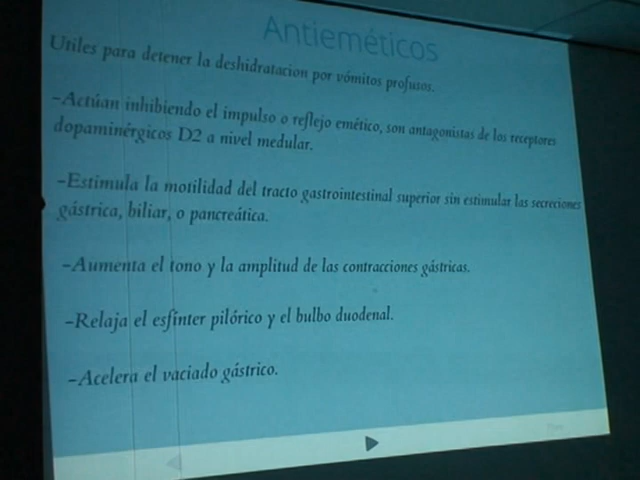 Antieméticos
Utiles para detener la deshidratacion por vómitos profusos.
-Actúan inhibiendo el impulso o reflejo emético, son antagonistas de los receptores
dopaminérgicos D2 a nivel medular.
-Estimula la motilidad del tracto gastrointestinal superior sin estimular las secreciones
gástrica, biliar, o pancreática.
-Aumenta el tono y la amplitud de las contracciones gástricas.
-Relaja el esfínter pilórico y el bulbo duodenal.
-Acelera el vaciado gástrico.